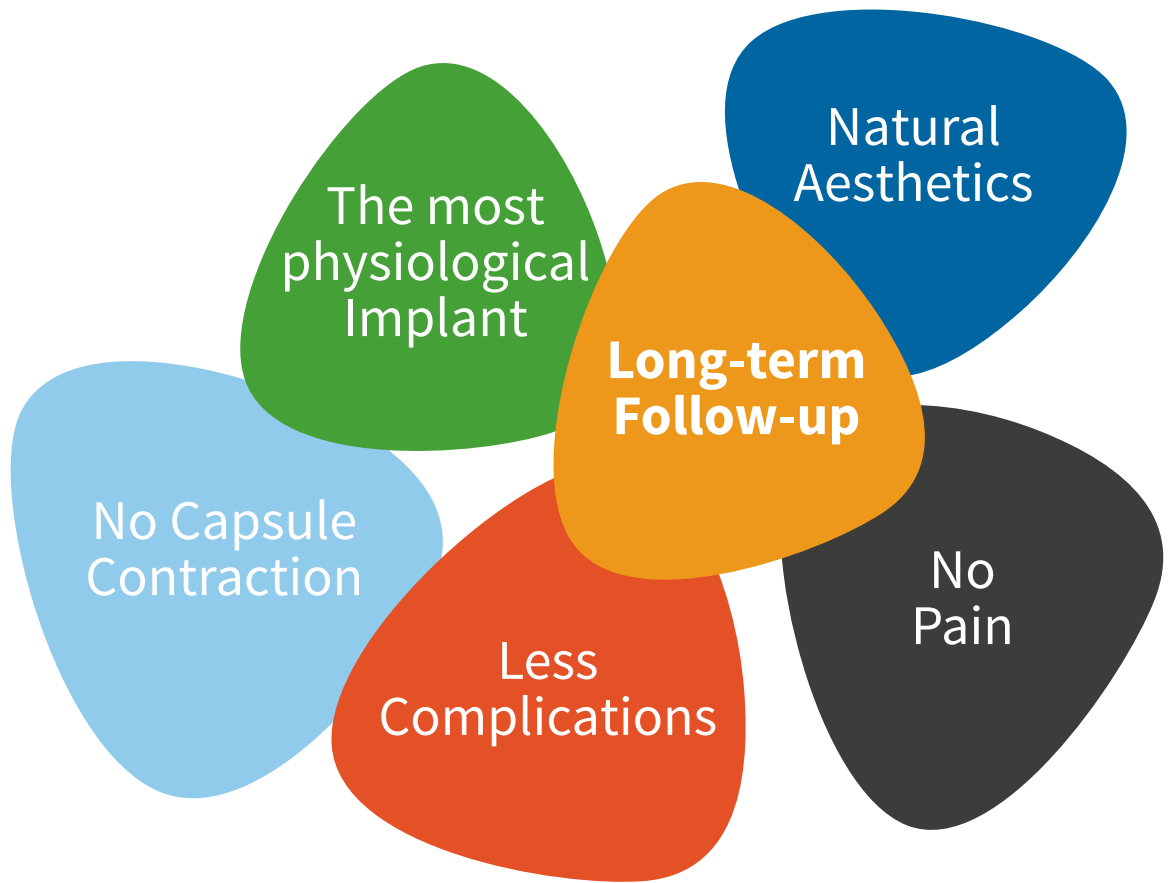 Natural
Aesthetics
The most
physiological
Implant
Long-term
Follow-up
No Capsule
Contraction
No
Pain
Less
Complications